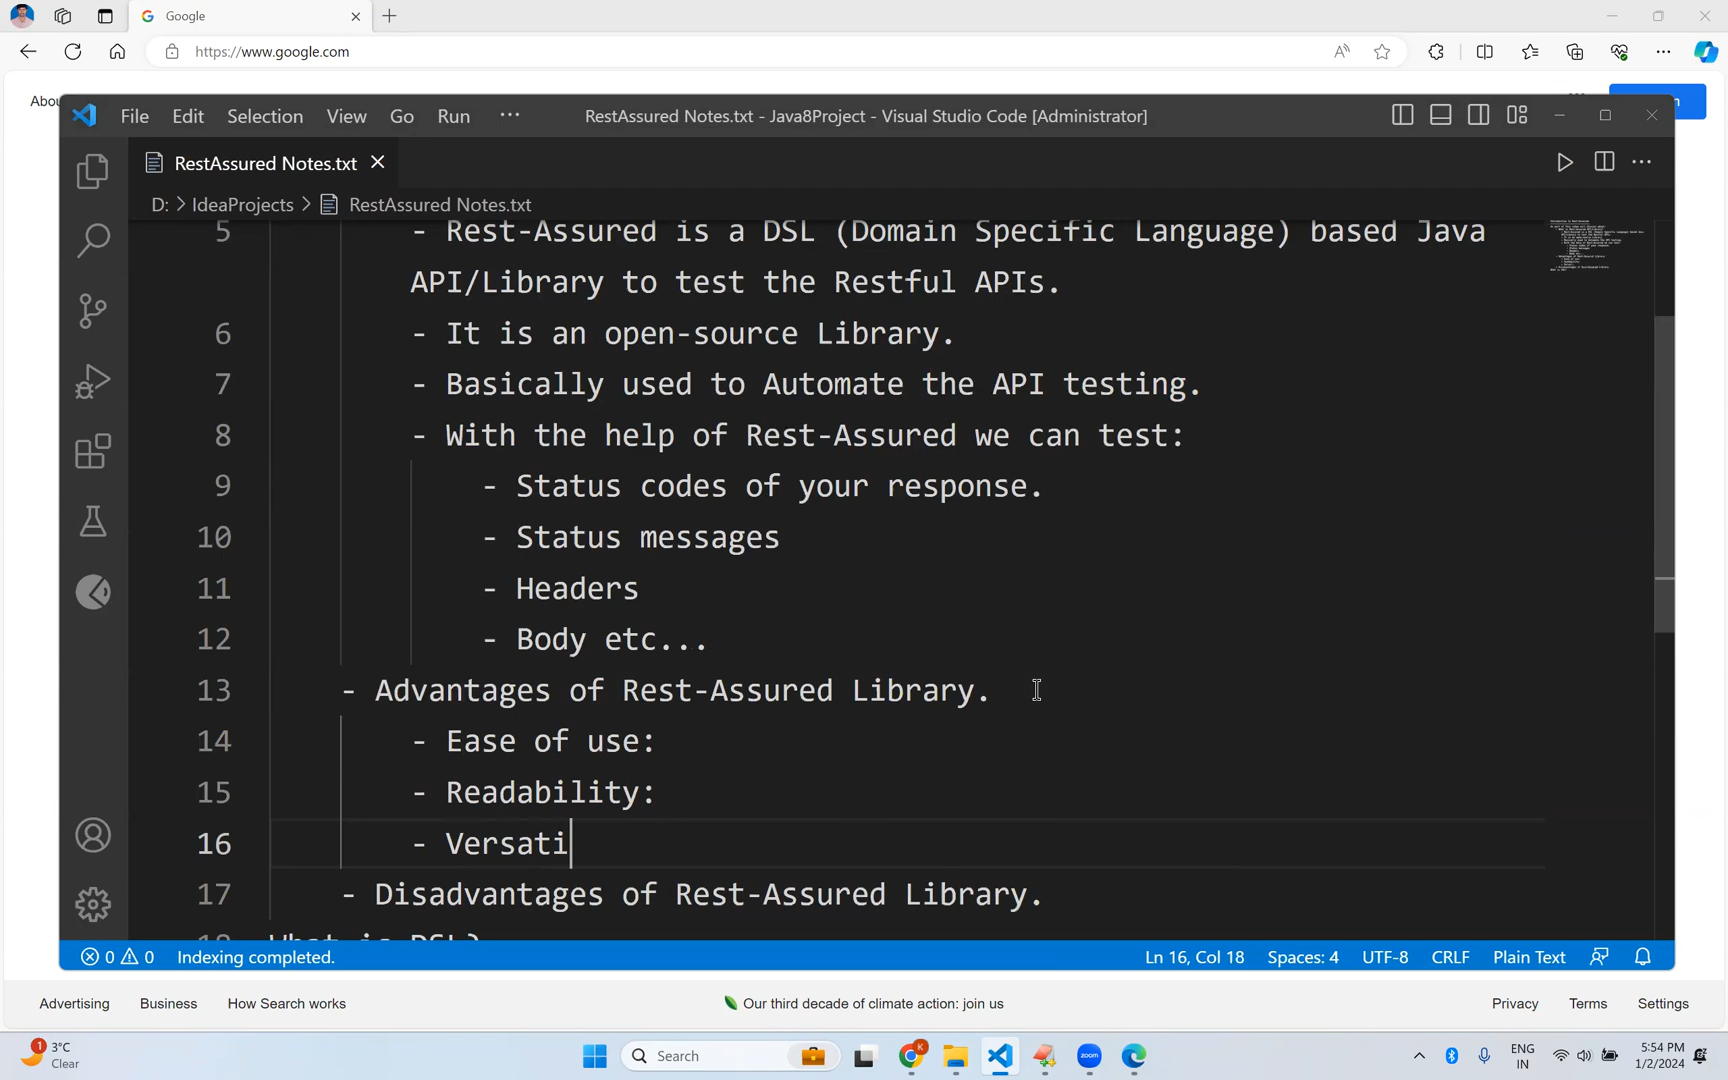 Google
https://www.google.com
Abou
File Edit Selection View Go Run ··· RestAssured Notes.txt - Java8Project - Visual Studio Code [Administrator]
RestAssured Notes.txt
D: > IdeaProjects > RestAssured Notes.txt
5 - Rest-Assured is a DSL (Domain Specific Language) based Java
API/Library to test the Restful APIs.
6 - It is an open-source Library.
7 - Basically used to Automate the API testing.
8 - With the help of Rest-Assured we can test:
9 - Status codes of your response.
10 - Status messages
11 - Headers
12 - Body etc...
13 - Advantages of Rest-Assured Library.
14 - Ease of use:
15 - Readability:
16 - Versati
17 - Disadvantages of Rest-Assured Library.
18 What is DSL?
0 0 Indexing completed. Ln 16, Col 18 Spaces: 4 UTF-8 CRLF Plain Text
Advertising Business How Search works Our third decade of climate action: join us Privacy Terms Settings
1 3°C
Clear
Search
K
zoom
ENG
IN
5:54 PM
1/2/2024